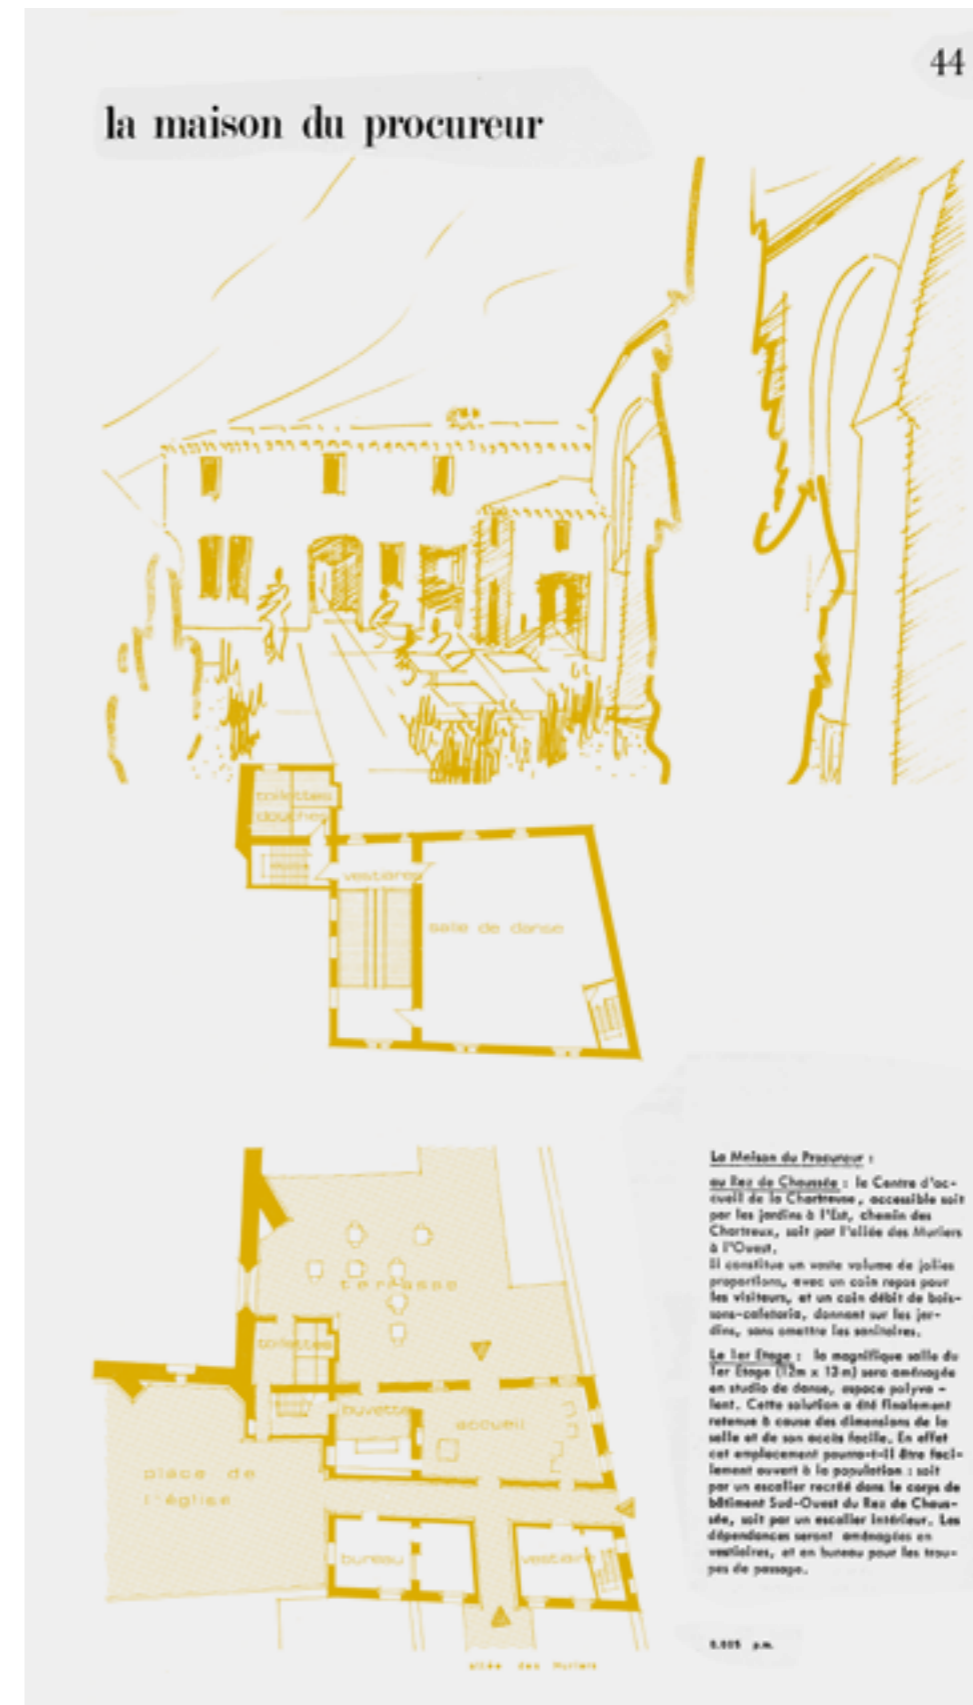 44
la maison du procureur
toilettes
douches
vestiaires
salle de danse
terrasse
toilettes
buvette
accueil
place de
l'église
bureau
vestiaire
allée des Muriers
La Maison du Procureur :
au Rez de Chaussée : le Centre d'ac-
cueil de la Chartreuse, accessible soit
par les jardins à l'Est, chemin des
Chartreux, soit par l'allée des Muriers
à l'Ouest.
Il constitue un vaste volume de jolies
proportions, avec un coin repos pour
les visiteurs, et un coin débit de bois-
sons-cafetaria, donnant sur les jar-
dins, sans omettre les sanitaires.
Le 1er Etage : la magnifique salle du
1er Etage (12m x 13m) sera aménagée
en studio de danse, espace polyva -
lent. Cette solution a été finalement
retenue à cause des dimensions de la
salle et de son accès facile. En effet
cet emplacement pourra-t-il être faci-
lement ouvert à la population : soit
par un escalier recréé dans le corps de
bâtiment Sud-Ouest du Rez de Chaus-
sée, soit par un escalier intérieur. Les
dépendances seront aménagées en
vestiaires, et en bureau pour les trou-
pes de passage.
p.m.